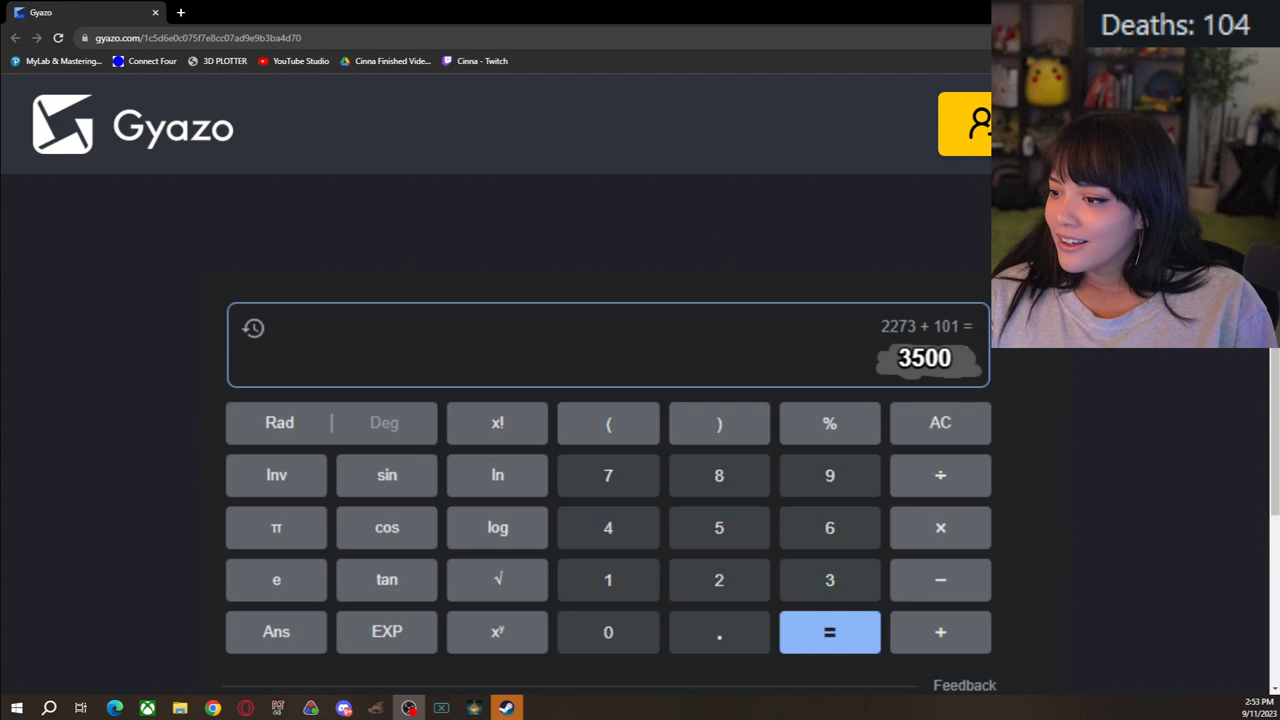 Gyazo
Deaths: 104
gyazo.com/1c5d6e0c075f7e8cc07ad9e9b3ba4d70
MyLab & Mastering... Connect Four 3D PLOTTER YouTube Studio Cinna Finished Vide... Cinna - Twitch
Gyazo
2273 + 101 =
3500
Rad | Deg x! ( ) % AC
Inv sin ln 7 8 9 ÷
π cos log 4 5 6 ×
e tan √ 1 2 3 −
Ans EXP xʸ 0 . = +
Feedback
2:53 PM
9/11/2023